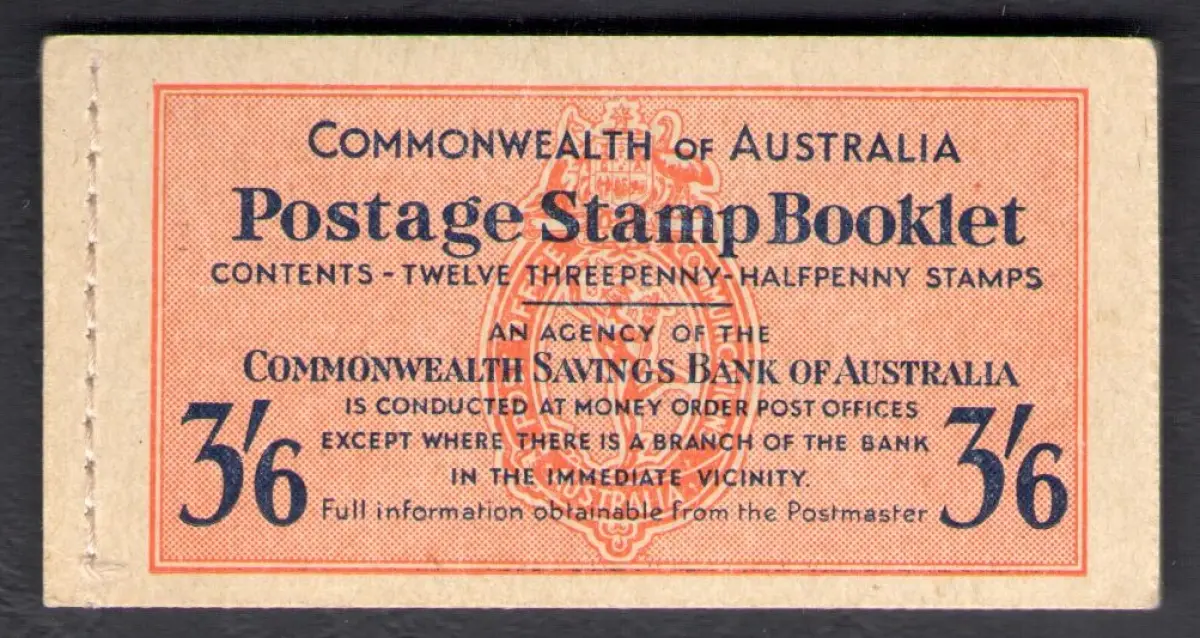 COMMONWEALTH OF AUSTRALIA
Postage Stamp Booklet
CONTENTS - TWELVE THREEPENNY-HALFPENNY STAMPS
AN AGENCY OF THE
COMMONWEALTH SAVINGS BANK OF AUSTRALIA
IS CONDUCTED AT MONEY ORDER POST OFFICES
EXCEPT WHERE THERE IS A BRANCH OF THE BANK
IN THE IMMEDIATE VICINITY.
Full information obtainable from the Postmaster
3/6
3/6
AUSTRALIA